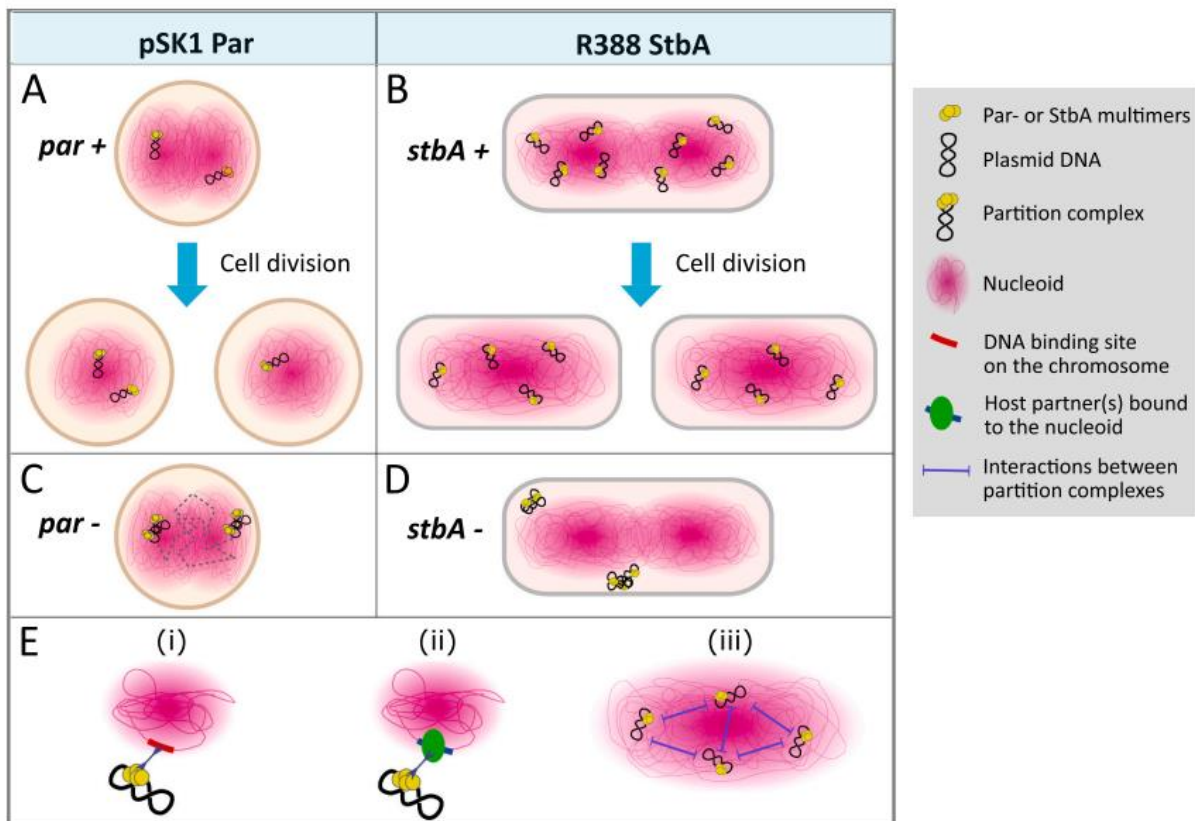 pSK1 Par
R388 StbA
A
par +
Cell division
B
stbA +
Cell division
C
par -
D
stbA -
E
(i)
(ii)
(iii)
Par- or StbA multimers
Plasmid DNA
Partition complex
Nucleoid
DNA binding site
on the chromosome
Host partner(s) bound
to the nucleoid
Interactions between
partition complexes